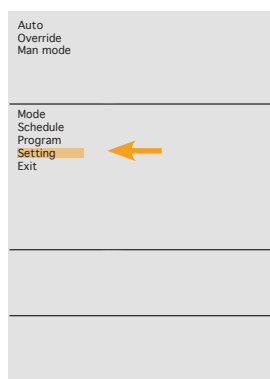 Auto
Override
Man mode
Mode
Schedule
Program
Setting
Exit